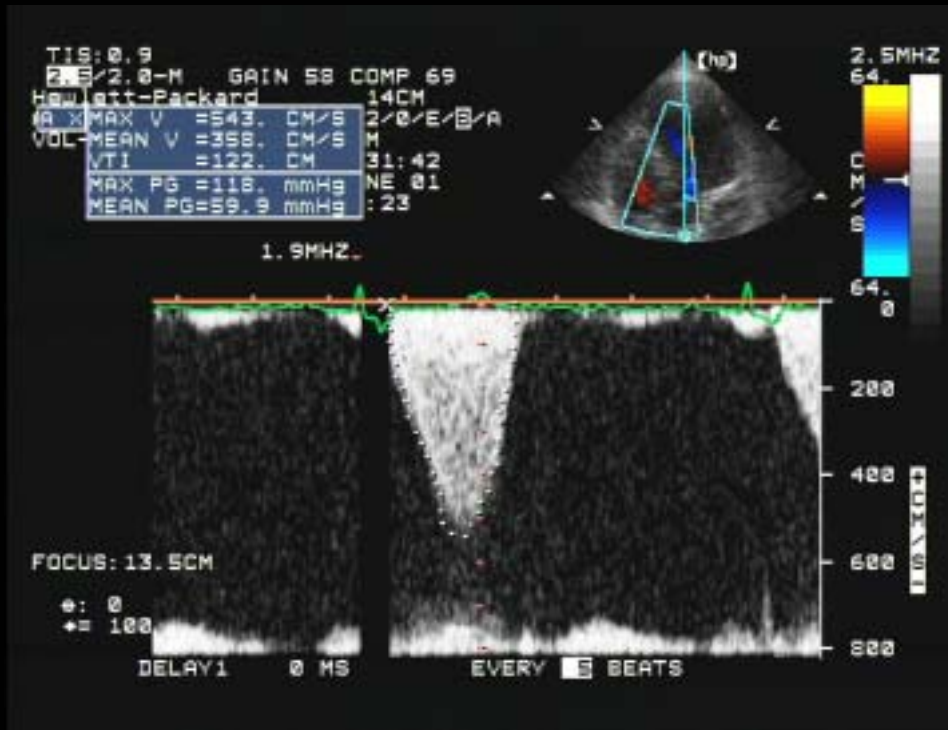 TIS:0.9
2.5/2.0-M GAIN 58 COMP 69
Hewlett-Packard 14CM
2/0/E/B/A
VOL
M
31:42
NE 01
:23
MAX V =543. CM/S
MEAN V =358. CM/S
VTI =122. CM
MAX PG =118. mmHg
MEAN PG=59.9 mmHg
1.9MHZ
[hp]
2.5MHZ
64.
CM/S
64.
0
200
400
600
800
CM/S
FOCUS:13.5CM
0
100
DELAY1 0 MS EVERY 5 BEATS